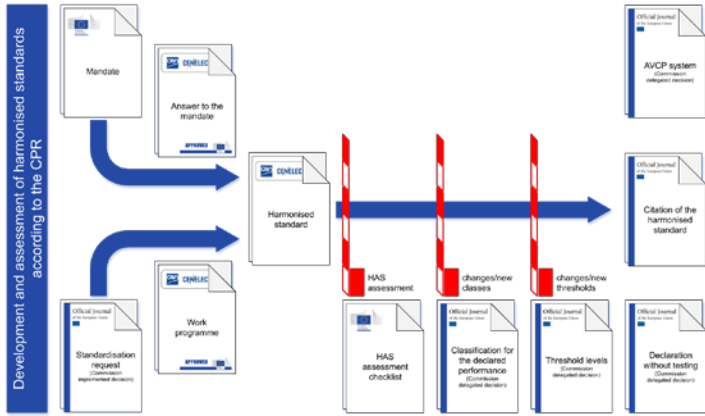 Development and assessment of harmonised standards
according to the CPR
Mandate
CENELEC
Answer to the
mandate
APPROVED
Official Journal
of the European Union
AVCP system
(Commission
delegated decision)
CENELEC
Harmonised
standard
Official Journal
of the European Union
Citation of the
harmonised
standard
HAS
assessment
changes/new
classes
changes/new
thresholds
Official Journal
of the European Union
Standardisation
request
(Commission
implemented decision)
CENELEC
Work
programme
APPROVED
HAS
assessment
checklist
Official Journal
of the European Union
Classification for
the declared
performance
(Commission
delegated decision)
Official Journal
of the European Union
Threshold levels
(Commission
delegated decision)
Official Journal
of the European Union
Declaration
without testing
(Commission
delegated decision)